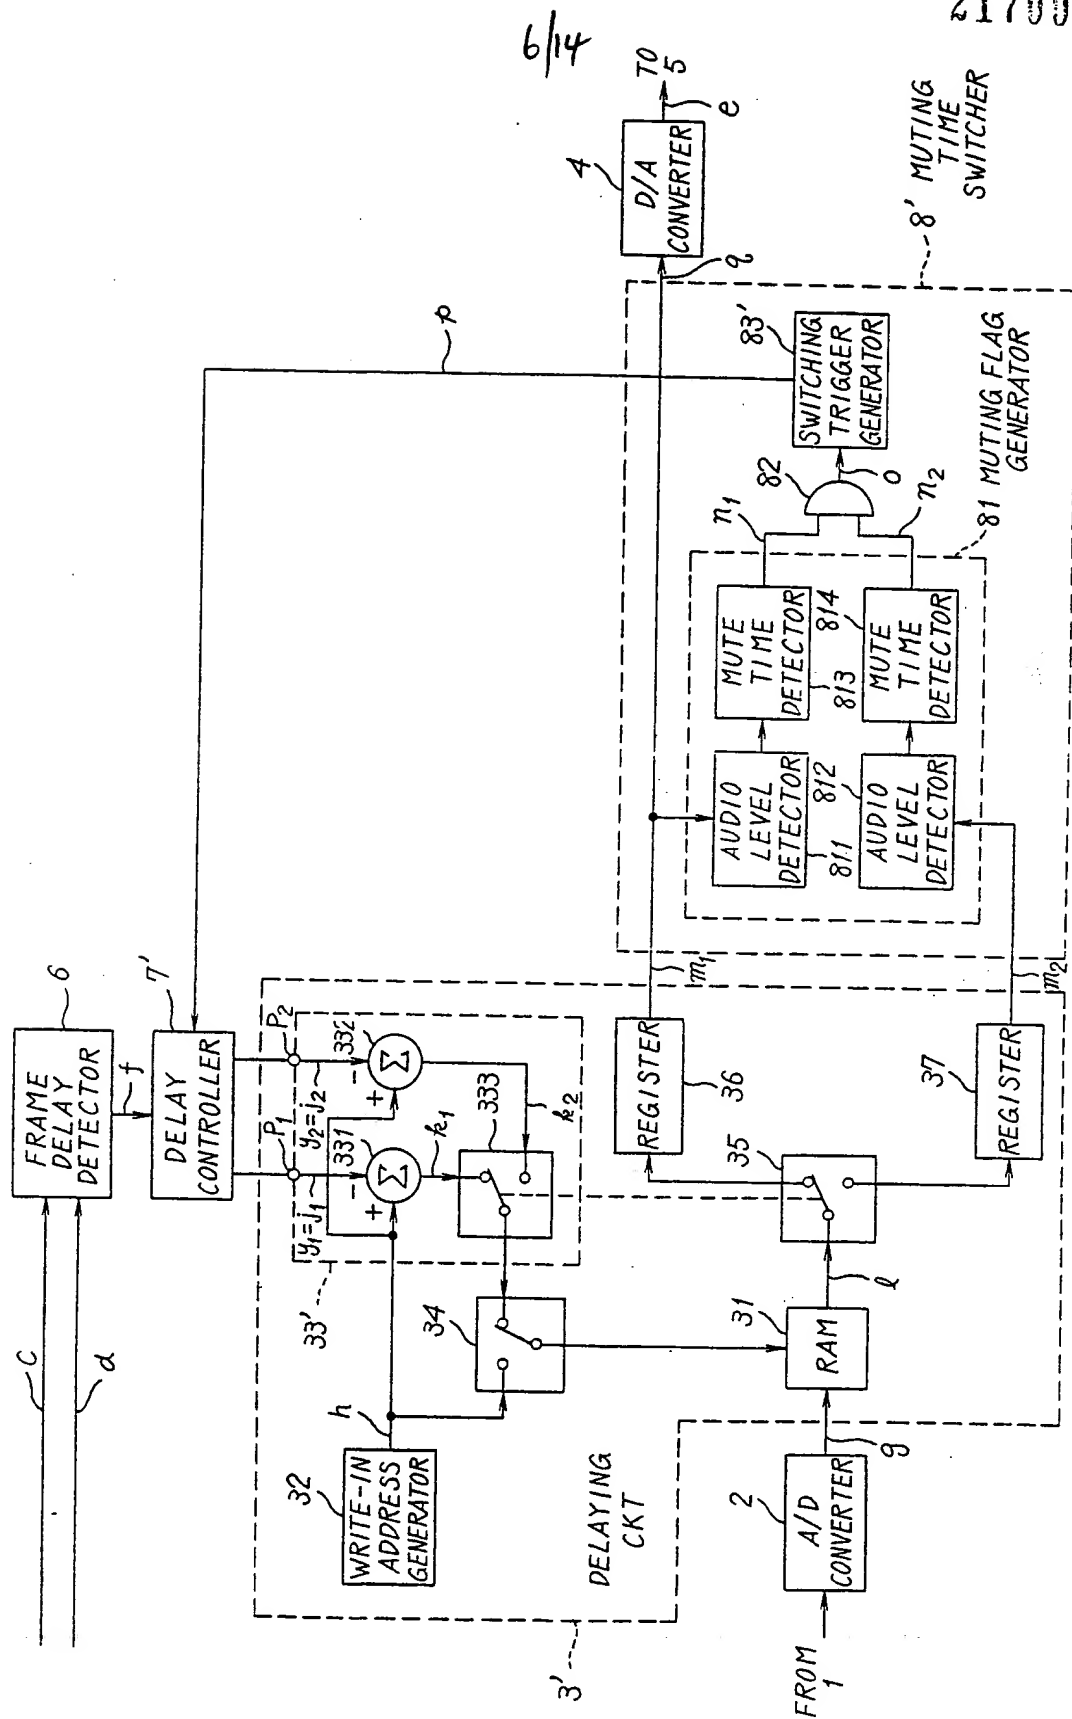 6/14
C
d
FRAME
DELAY
DETECTOR
6
f
DELAY
CONTROLLER
7'
p
P1
P2
y1=j1
y2=j2
331
332
+
-
Σ
+
-
Σ
k1
k2
333
33'
34
32
WRITE-IN
ADDRESS
GENERATOR
h
DELAYING
CKT
3'
FROM
1
A/D
CONVERTER
2
g
RAM
31
l
35
REGISTER
36
REGISTER
37
m1
m2
AUDIO
LEVEL
DETECTOR
811
AUDIO
LEVEL
DETECTOR
812
MUTE
TIME
DETECTOR
813
MUTE
TIME
DETECTOR
814
n1
n2
82
o
SWITCHING
TRIGGER
GENERATOR
83'
81 MUTING FLAG
GENERATOR
8' MUTING
TIME
SWITCHER
q
D/A
CONVERTER
4
e
TO
5